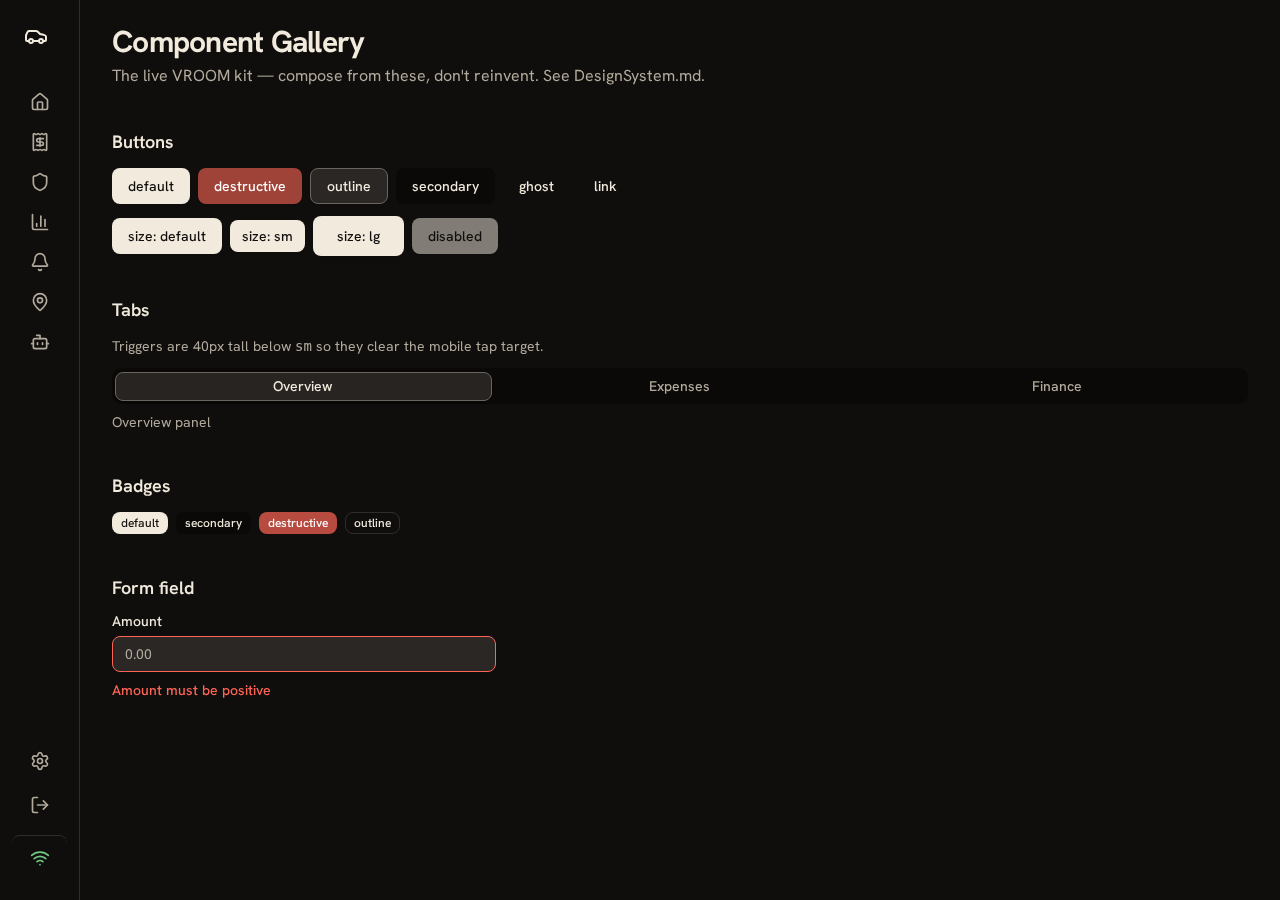 Component Gallery
The live VROOM kit — compose from these, don't reinvent. See DesignSystem.md.
Buttons
default destructive outline secondary ghost link
size: default size: sm size: lg disabled
Tabs
Triggers are 40px tall below sm so they clear the mobile tap target.
Overview Expenses Finance
Overview panel
Badges
default secondary destructive outline
Form field
Amount
0.00
Amount must be positive